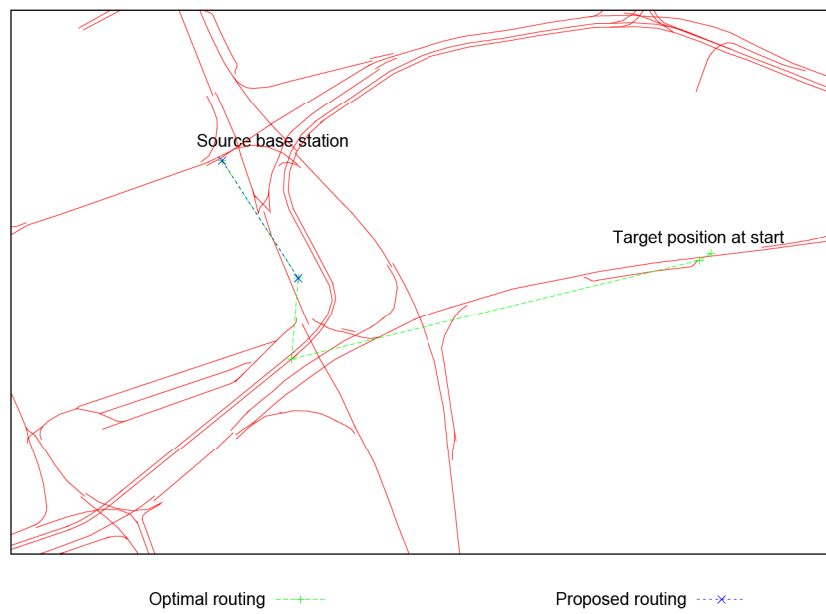 Source base station
Target position at start
Optimal routing
Proposed routing